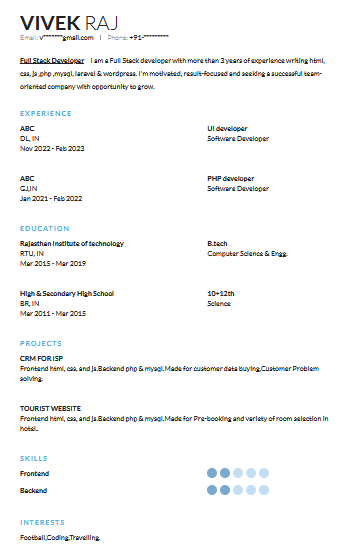 VIVEK RAJ
Email: v*******gmail.com | Phone: +91-*********
Full Stack Developer I am a Full Stack developer with more than 3 years of experience writing html,
css, js ,php ,mysql, laravel & wordpress. I'm motivated, result-focused and seeking a successful team-
oriented company with opportunity to grow.
EXPERIENCE
ABC UI developer
DL, IN Software Developer
Nov 2022 - Feb 2023
ABC PHP developer
GJ,IN Software Developer
Jan 2021 - Feb 2022
EDUCATION
Rajasthan Institute of technology B.tech
RTU, IN Computer Science & Engg.
Mar 2015 - Mar 2019
High & Secondary High School 10+12th
BR, IN Science
Mar 2011 - Mar 2015
PROJECTS
CRM FOR ISP
Frontend html, css, and js.Backend php & mysql.Made for customer data buying,Customer Problem
solving.
TOURIST WEBSITE
Frontend html, css, and js.Backend php & mysql.Made for Pre-booking and variety of room selection in
hotel..
SKILLS
Frontend
Backend
INTERESTS
Football,Coding,Travelling.